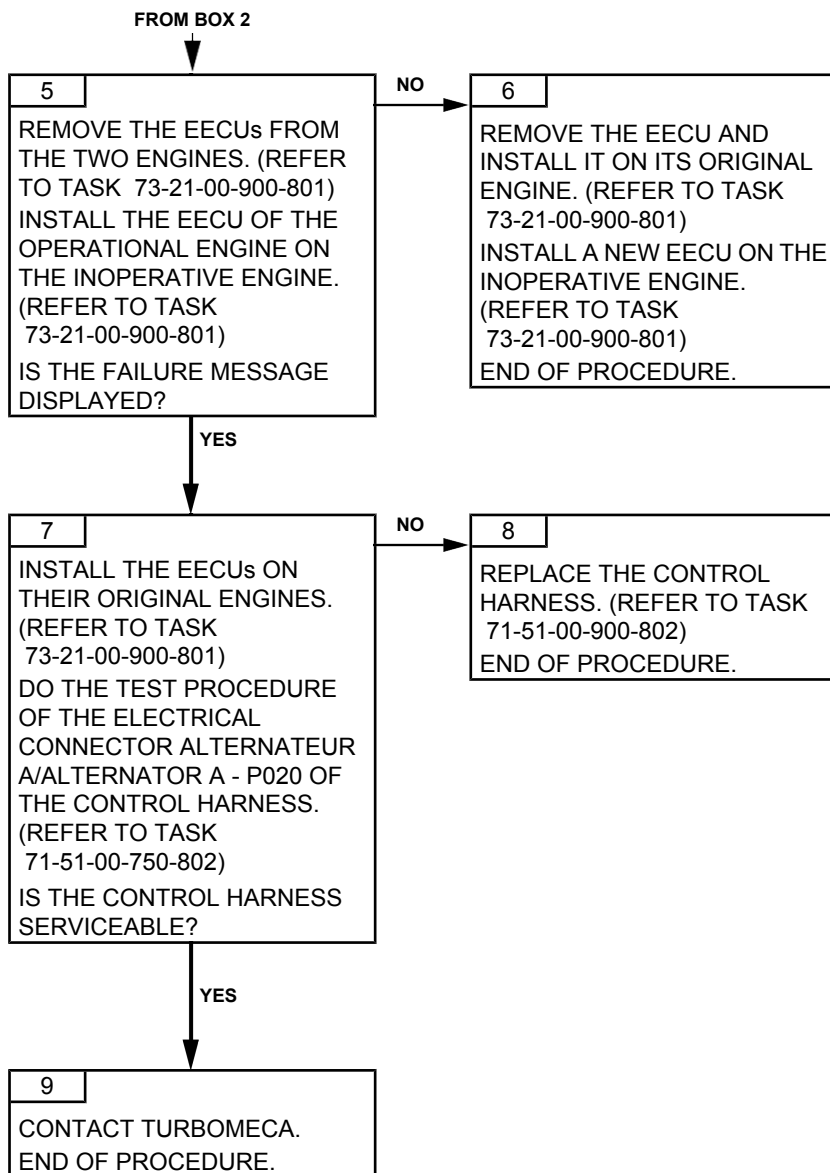 FROM BOX 2
5
REMOVE THE EECUs FROM
THE TWO ENGINES. (REFER
TO TASK 73-21-00-900-801)
INSTALL THE EECU OF THE
OPERATIONAL ENGINE ON
THE INOPERATIVE ENGINE.
(REFER TO TASK
73-21-00-900-801)
IS THE FAILURE MESSAGE
DISPLAYED?
NO
6
REMOVE THE EECU AND
INSTALL IT ON ITS ORIGINAL
ENGINE. (REFER TO TASK
73-21-00-900-801)
INSTALL A NEW EECU ON THE
INOPERATIVE ENGINE.
(REFER TO TASK
73-21-00-900-801)
END OF PROCEDURE.
YES
7
INSTALL THE EECUs ON
THEIR ORIGINAL ENGINES.
(REFER TO TASK
73-21-00-900-801)
DO THE TEST PROCEDURE
OF THE ELECTRICAL
CONNECTOR ALTERNATEUR
A/ALTERNATOR A - P020 OF
THE CONTROL HARNESS.
(REFER TO TASK
71-51-00-750-802)
IS THE CONTROL HARNESS
SERVICEABLE?
NO
8
REPLACE THE CONTROL
HARNESS. (REFER TO TASK
71-51-00-900-802)
END OF PROCEDURE.
YES
9
CONTACT TURBOMECA.
END OF PROCEDURE.